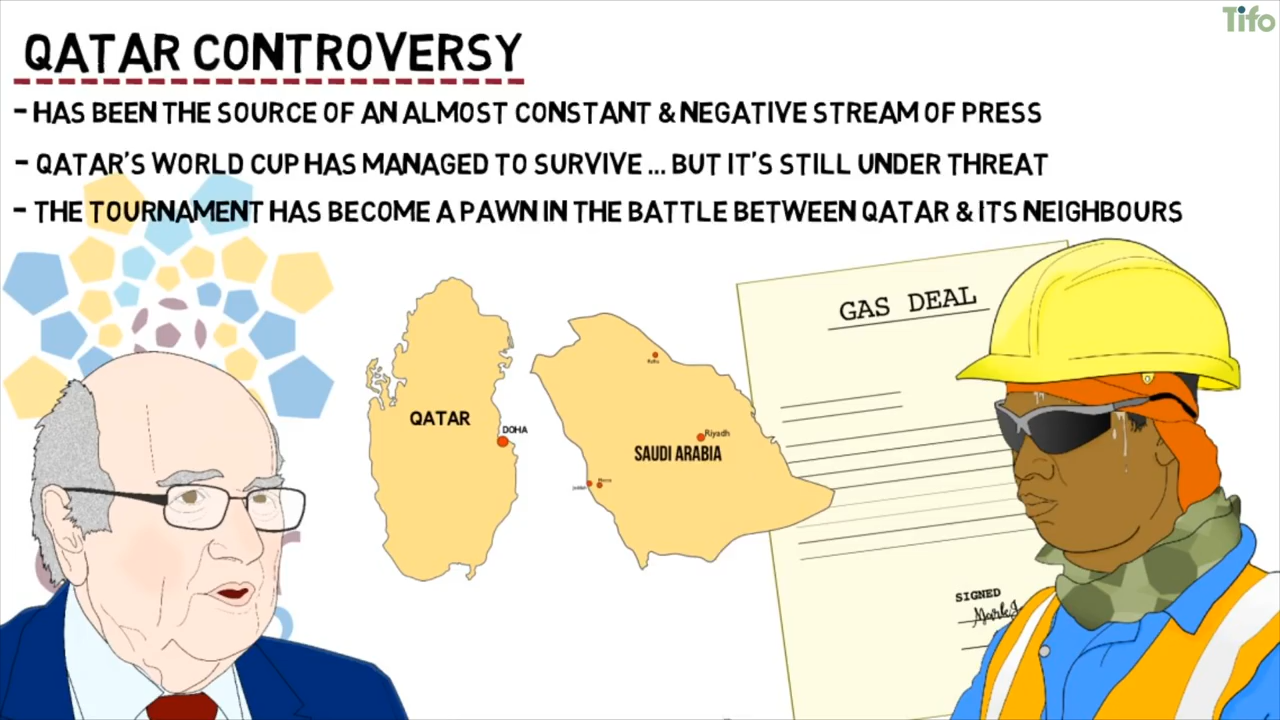 Tifo
QATAR CONTROVERSY
- HAS BEEN THE SOURCE OF AN ALMOST CONSTANT & NEGATIVE STREAM OF PRESS
- QATAR'S WORLD CUP HAS MANAGED TO SURVIVE ... BUT IT'S STILL UNDER THREAT
- THE TOURNAMENT HAS BECOME A PAWN IN THE BATTLE BETWEEN QATAR & ITS NEIGHBOURS
GAS DEAL
QATAR
DOHA
Riyadh
SAUDI ARABIA
SIGNED